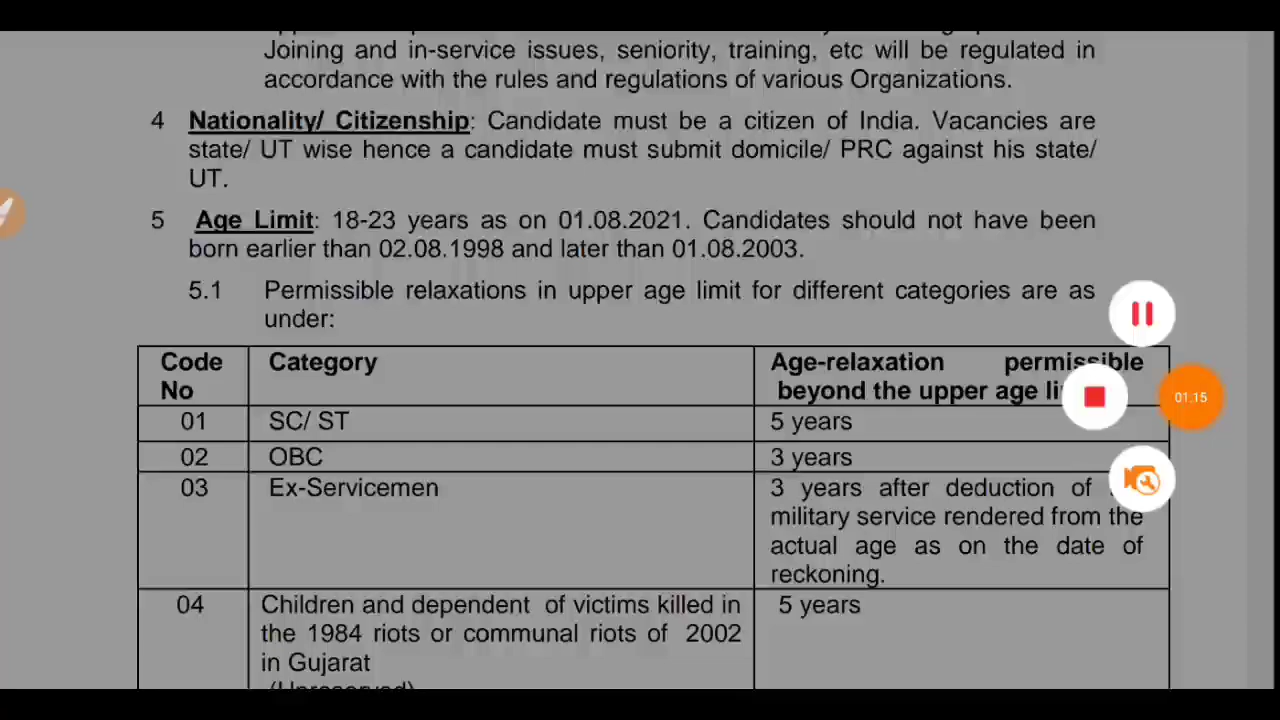 Joining and in-service issues, seniority, training, etc will be regulated in
accordance with the rules and regulations of various Organizations.
4 Nationality/ Citizenship: Candidate must be a citizen of India. Vacancies are
state/ UT wise hence a candidate must submit domicile/ PRC against his state/
UT.
5 Age Limit: 18-23 years as on 01.08.2021. Candidates should not have been
born earlier than 02.08.1998 and later than 01.08.2003.
5.1 Permissible relaxations in upper age limit for different categories are as
under:
Code No Category Age-relaxation permissible
beyond the upper age
01 SC/ ST 5 years
02 OBC 3 years
03 Ex-Servicemen 3 years after deduction of
military service rendered from the
actual age as on the date of
reckoning.
04 Children and dependent of victims killed in 5 years
the 1984 riots or communal riots of 2002
in Gujarat
(Unreserved)
01.15